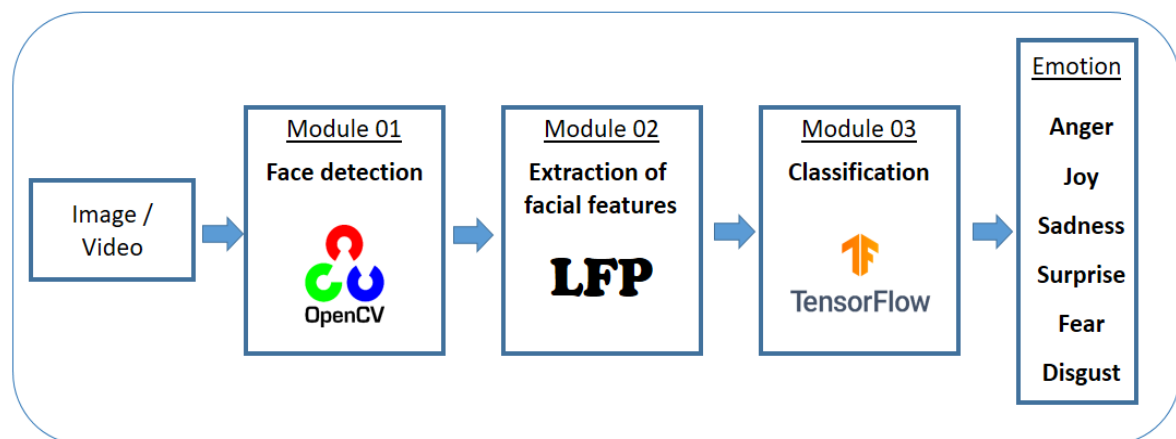 Image /
Video
Module 01
Face detection
OpenCV
Module 02
Extraction of
facial features
LFP
Module 03
Classification
TensorFlow
Emotion
Anger
Joy
Sadness
Surprise
Fear
Disgust